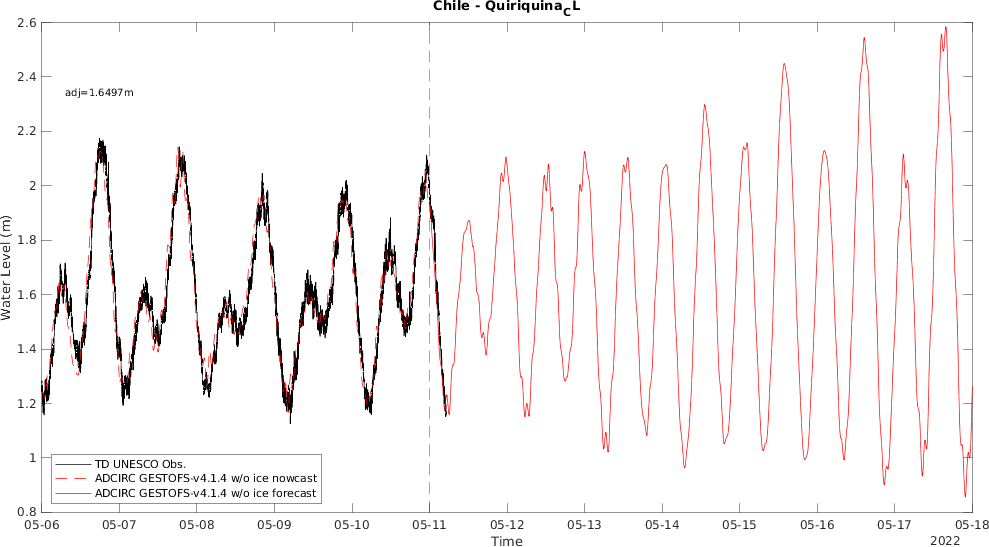 Chile - Quiriquina_CL
2.6
2.4
2.2
2
1.8
1.6
1.4
1.2
1
0.8
Water Level (m)
adj=1.6497m
TD UNESCO Obs.
ADCIRC GESTOFS-v4.1.4 w/o ice nowcast
ADCIRC GESTOFS-v4.1.4 w/o ice forecast
05-06 05-07 05-08 05-09 05-10 05-11 05-12 05-13 05-14 05-15 05-16 05-17 05-18
Time
2022